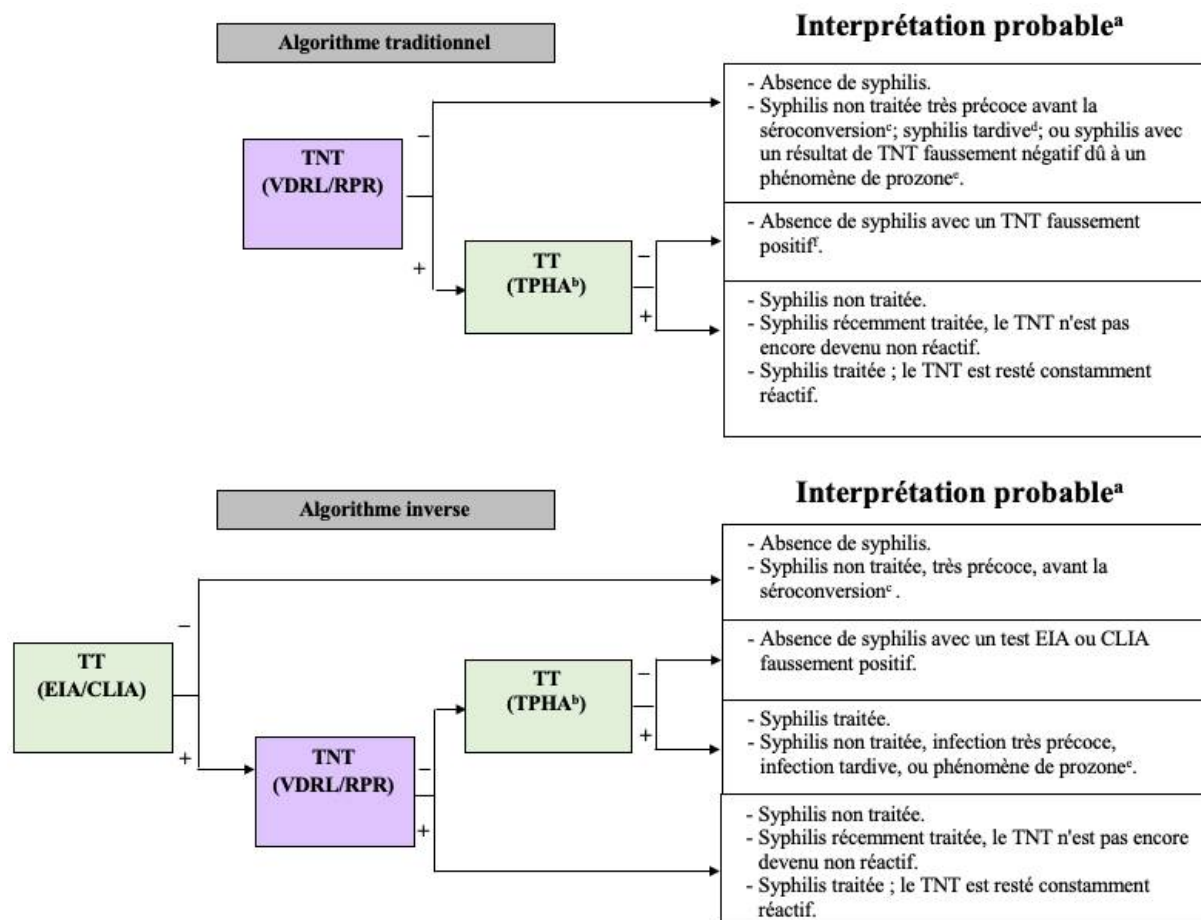 Algorithme traditionnel
Interprétation probableᵃ
TNT
(VDRL/RPR)
–
+
TT
(TPHAᵇ)
–
+
- Absence de syphilis.
- Syphilis non traitée très précoce avant la
séroconversionᶜ; syphilis tardiveᵈ; ou syphilis avec
un résultat de TNT faussement négatif dû à un
phénomène de prozoneᵉ.
- Absence de syphilis avec un TNT faussement
positifᶠ.
- Syphilis non traitée.
- Syphilis récemment traitée, le TNT n'est pas
encore devenu non réactif.
- Syphilis traitée ; le TNT est resté constamment
réactif.
Algorithme inverse
Interprétation probableᵃ
TT
(EIA/CLIA)
–
+
TNT
(VDRL/RPR)
–
+
TT
(TPHAᵇ)
–
+
- Absence de syphilis.
- Syphilis non traitée, très précoce, avant la
séroconversionᶜ .
- Absence de syphilis avec un test EIA ou CLIA
faussement positif.
- Syphilis traitée.
- Syphilis non traitée, infection très précoce,
infection tardive, ou phénomène de prozoneᵉ.
- Syphilis non traitée.
- Syphilis récemment traitée, le TNT n'est pas encore
devenu non réactif.
- Syphilis traitée ; le TNT est resté constamment
réactif.